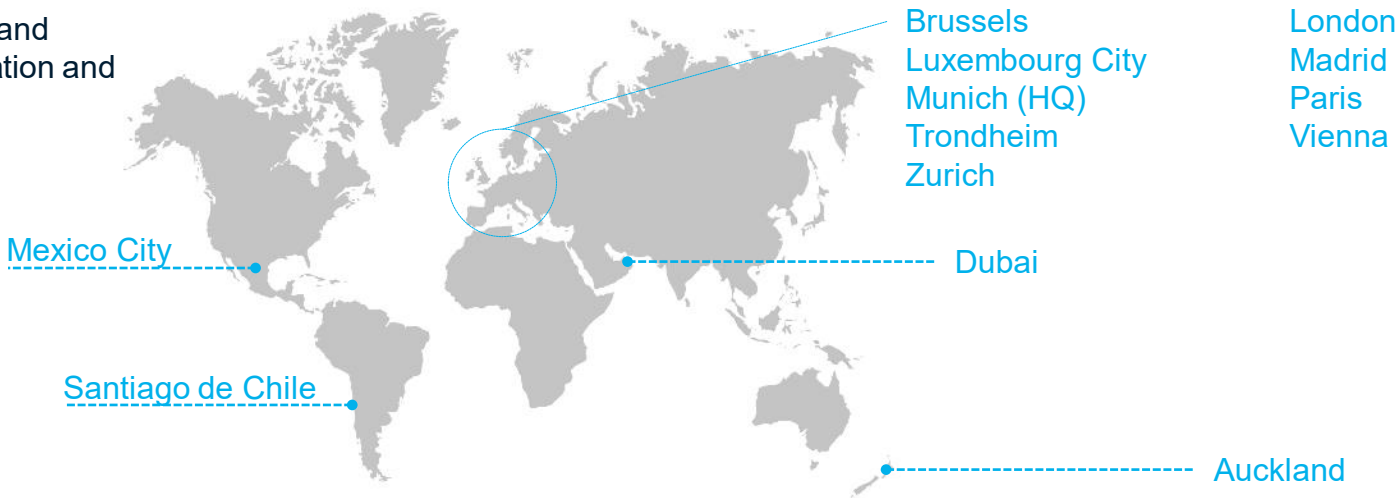 and
ation and
Brussels
Luxembourg City
Munich (HQ)
Trondheim
Zurich
London
Madrid
Paris
Vienna
Mexico City
Dubai
Santiago de Chile
Auckland